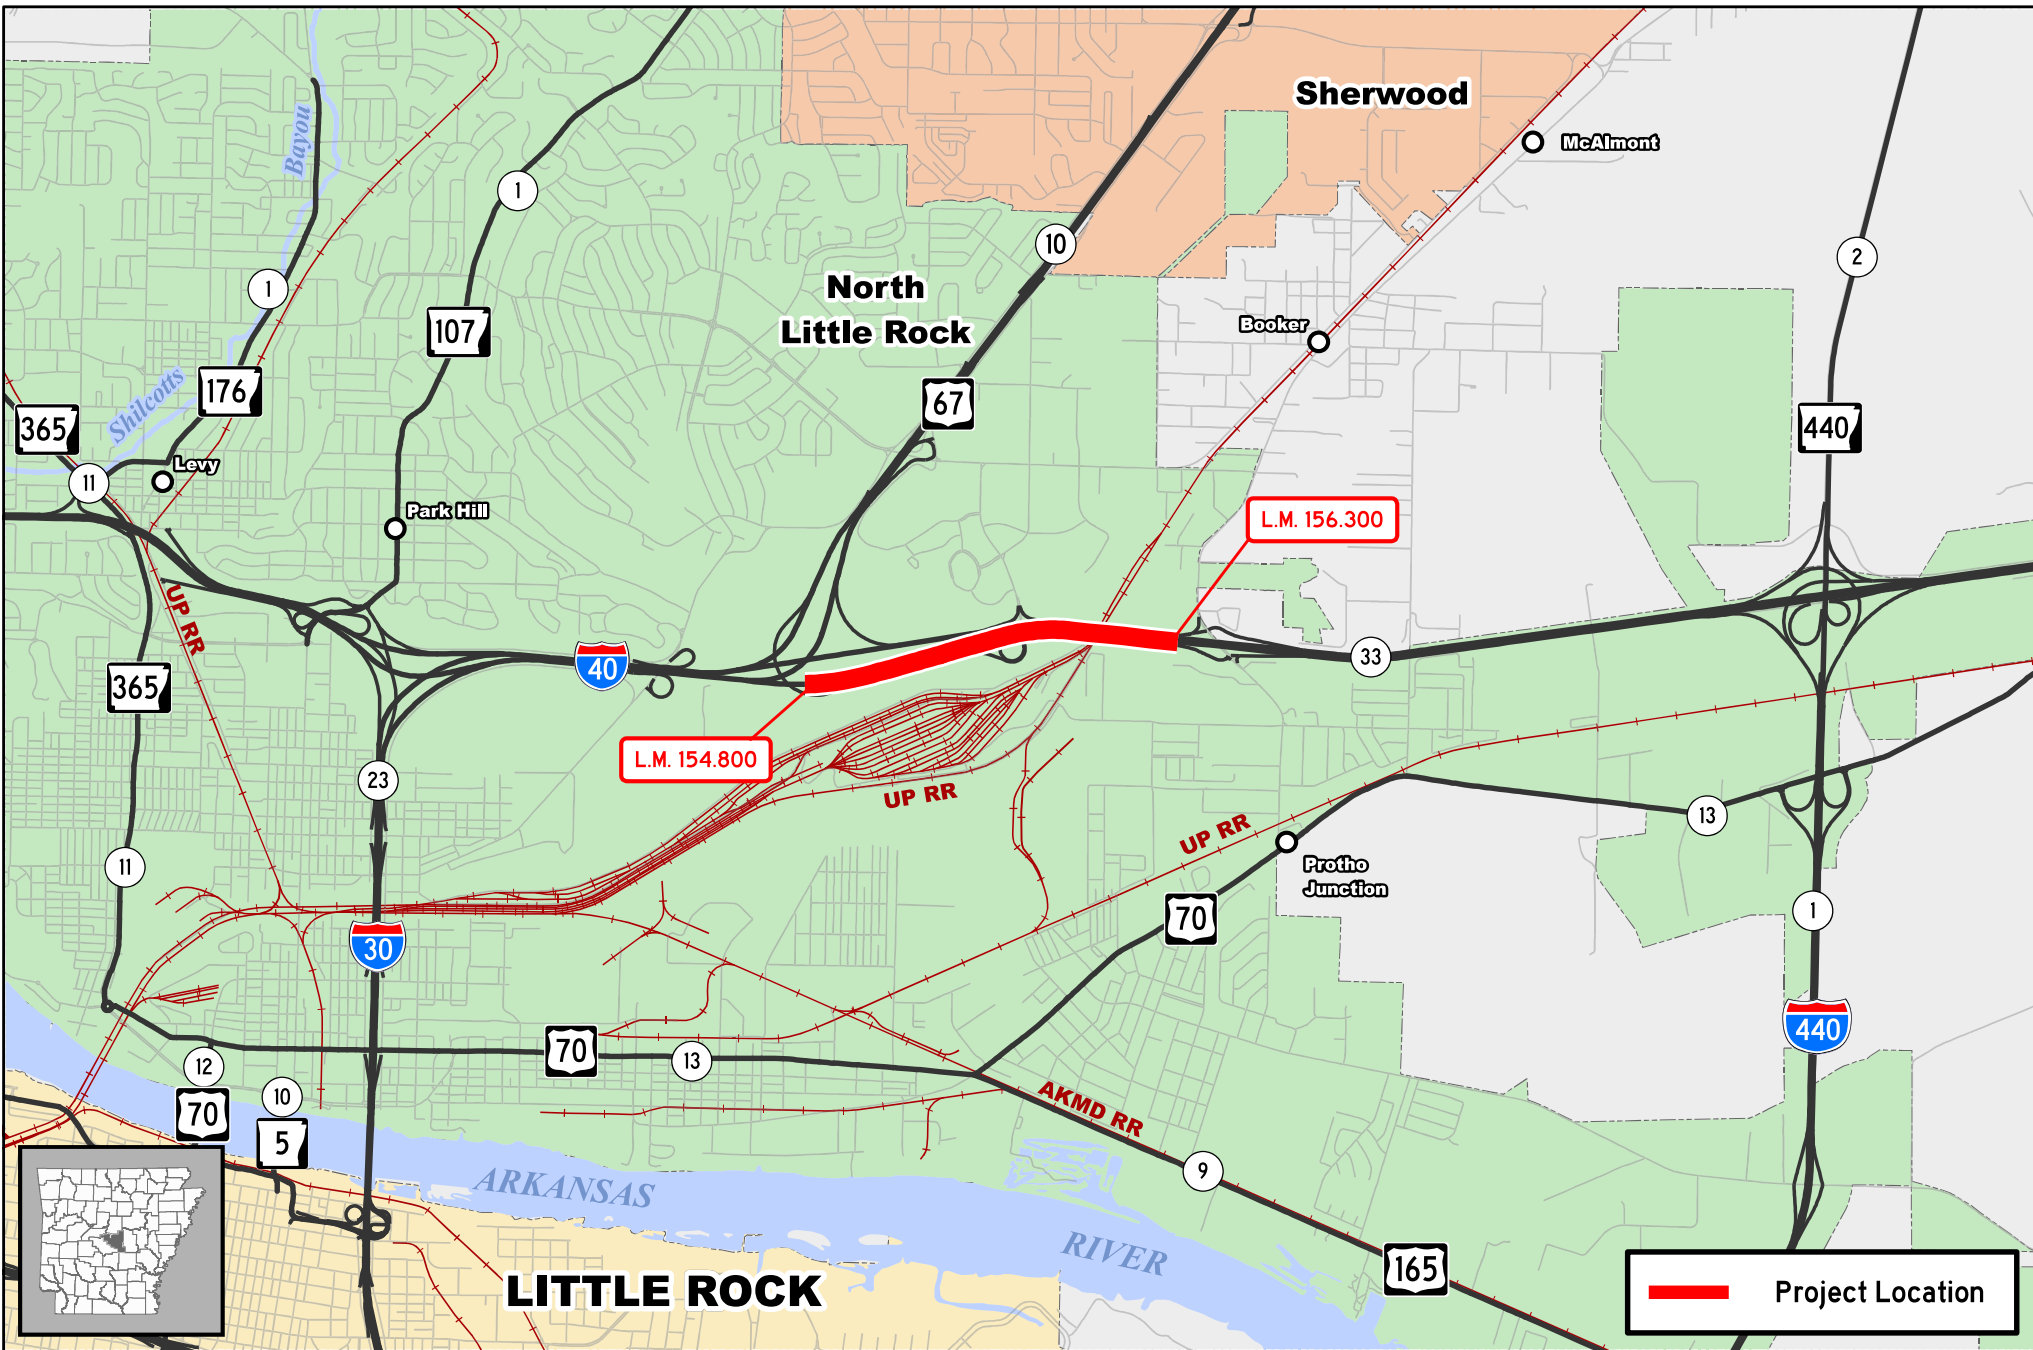 Sherwood
McAlmont
Bayou
1
10
2
1
North
Little Rock
Booker
107
176
67
365
440
Shilcotts
Levy
11
Park Hill
L.M. 156.300
UP RR
40
33
365
L.M. 154.800
23
UP RR
13
UP RR
11
Protho
Junction
70
1
30
440
70
13
12
10
70
5
AKMD RR
9
ARKANSAS
RIVER
165
LITTLE ROCK
Project Location